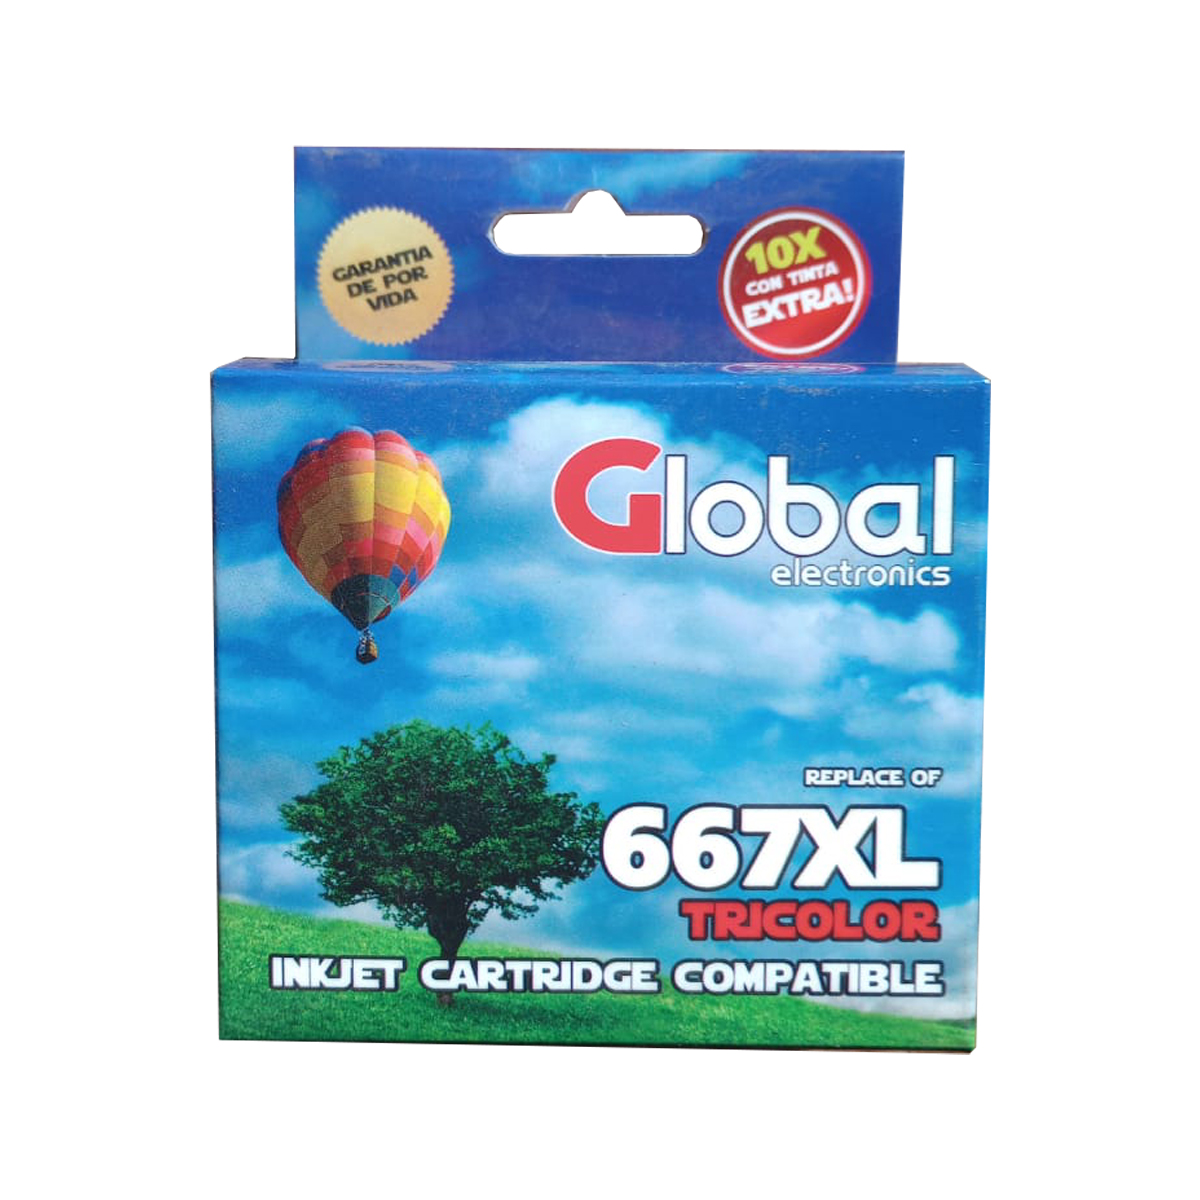 GARANTIA
DE POR
VIDA
10X
CON TINTA
EXTRA!
Global
electronics
REPLACE OF
667XL
TRICOLOR
INKJET CARTRIDGE COMPATIBLE